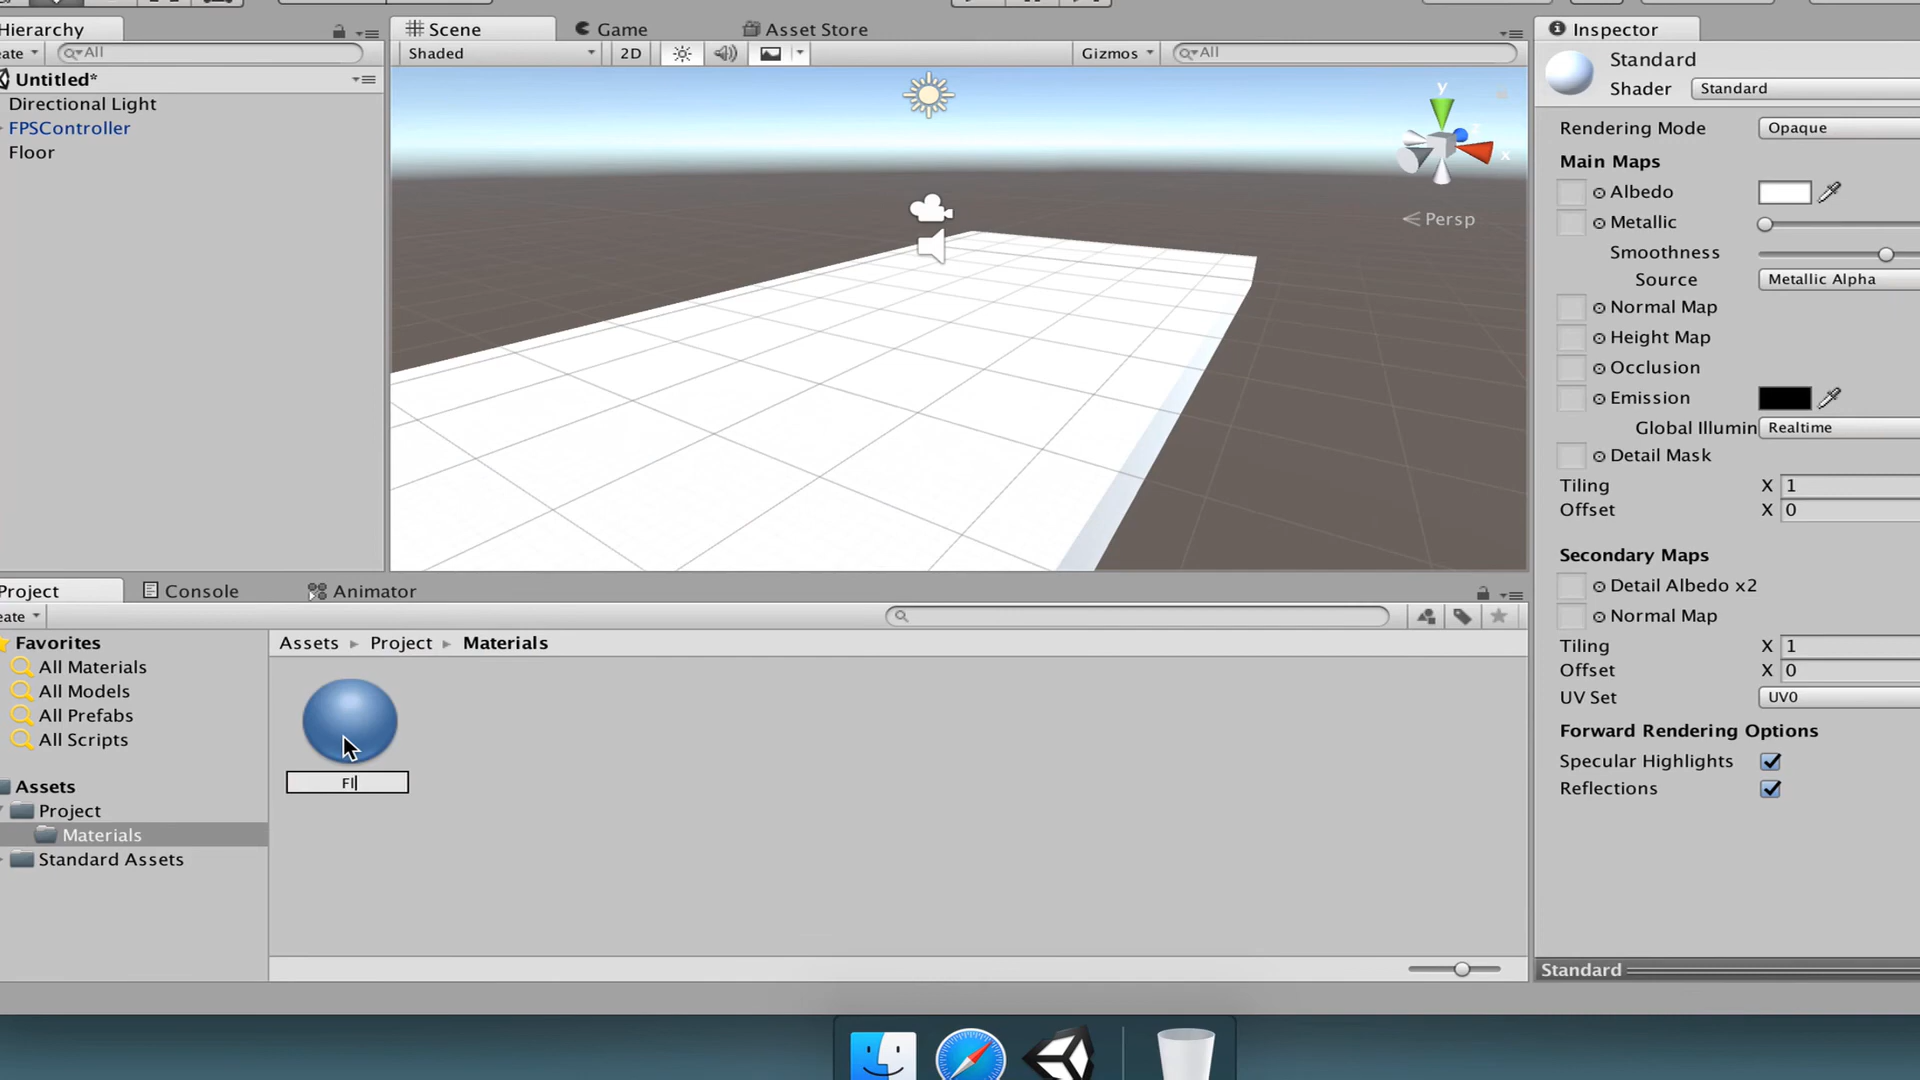 Hierarchy
Scene
Game
Asset Store
Inspector
eate
All
Shaded
2D
Gizmos
All
Untitled*
Directional Light
FPSController
Floor
y
x
z
Persp
Standard
Shader
Standard
Rendering Mode
Opaque
Main Maps
Albedo
Metallic
Smoothness
Source
Metallic Alpha
Normal Map
Height Map
Occlusion
Emission
Global Illumin
Realtime
Detail Mask
Tiling
X 1
Offset
X 0
Secondary Maps
Detail Albedo x2
Normal Map
Tiling
X 1
Offset
X 0
UV Set
UV0
Forward Rendering Options
Specular Highlights
Reflections
Standard
Project
Console
Animator
eate
Favorites
All Materials
All Models
All Prefabs
All Scripts
Assets
Project
Materials
Standard Assets
Assets ▸ Project ▸ Materials
Fl